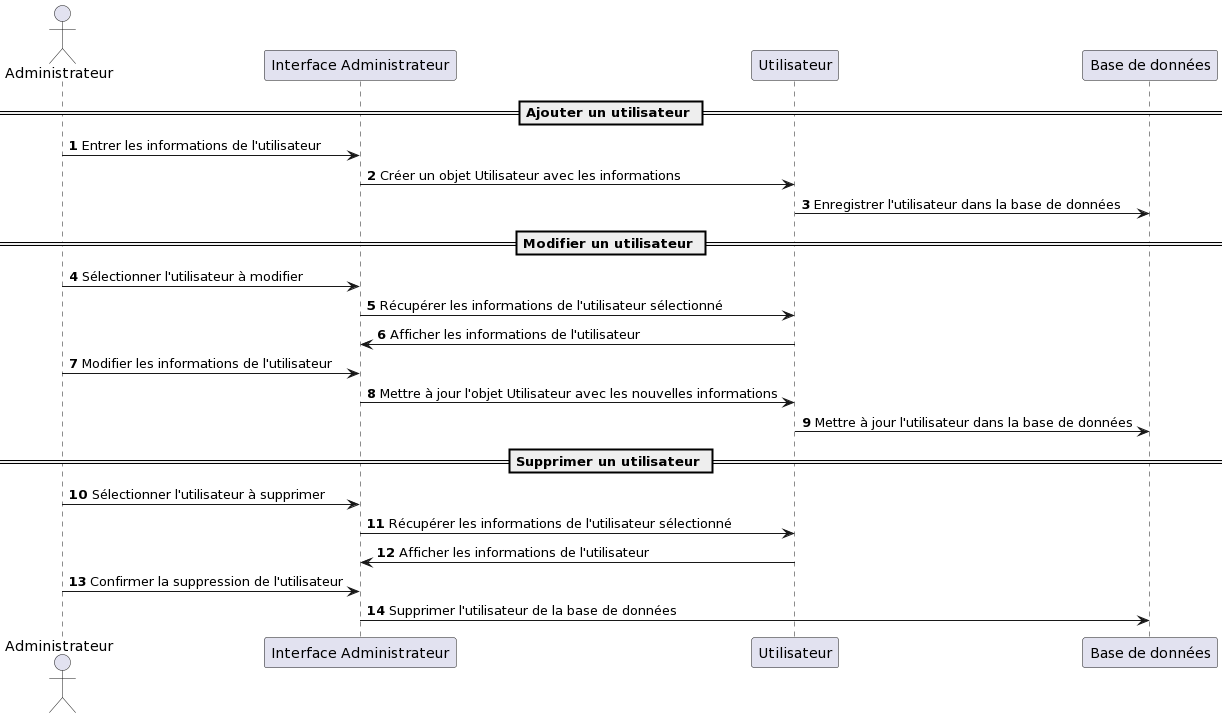 Administrateur
Interface Administrateur
Utilisateur
Base de données
Ajouter un utilisateur
1 Entrer les informations de l'utilisateur
2 Créer un objet Utilisateur avec les informations
3 Enregistrer l'utilisateur dans la base de données
Modifier un utilisateur
4 Sélectionner l'utilisateur à modifier
5 Récupérer les informations de l'utilisateur sélectionné
6 Afficher les informations de l'utilisateur
7 Modifier les informations de l'utilisateur
8 Mettre à jour l'objet Utilisateur avec les nouvelles informations
9 Mettre à jour l'utilisateur dans la base de données
Supprimer un utilisateur
10 Sélectionner l'utilisateur à supprimer
11 Récupérer les informations de l'utilisateur sélectionné
12 Afficher les informations de l'utilisateur
13 Confirmer la suppression de l'utilisateur
14 Supprimer l'utilisateur de la base de données
Administrateur
Interface Administrateur
Utilisateur
Base de données